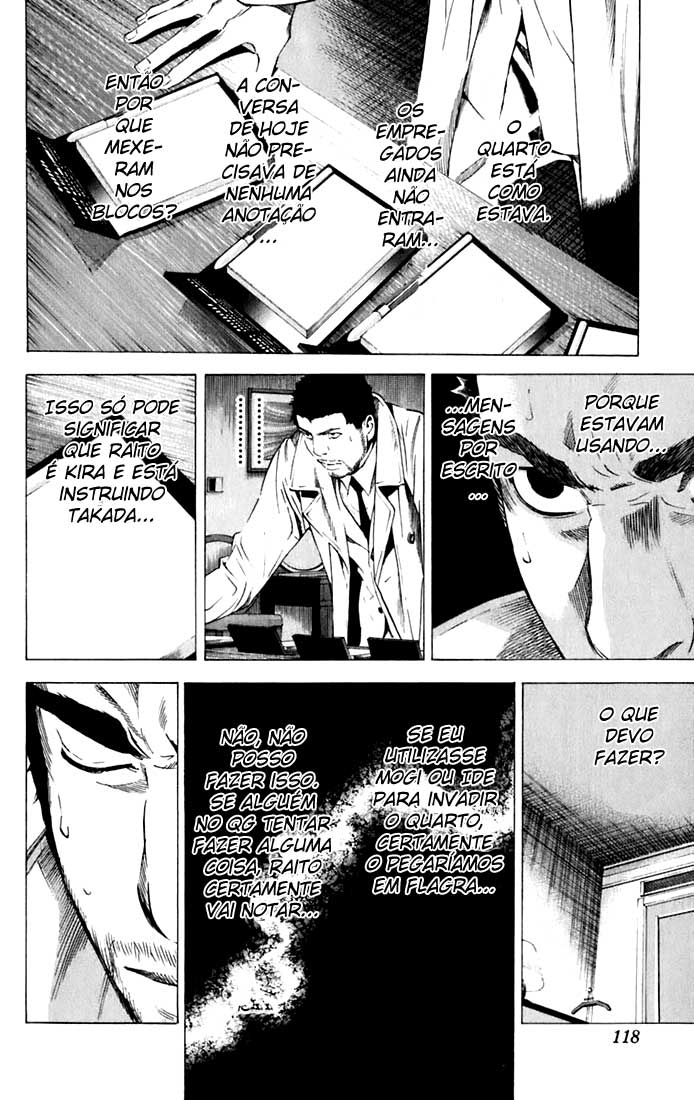 O
QUARTO
ESTÁ
COMO
ESTAVA.
OS
EMPRE-
GADOS
AINDA
NÃO
ENTRA-
RAM...
A CON-
VERSA
DE HOJE
NÃO PRE-
CISAVA DE
NENHUMA
ANOTAÇÃO
...
ENTÃO
POR
QUE
MEXE-
RAM
NOS
BLOCOS?
PORQUE
ESTAVAM
USANDO...
...MEN-
SAGENS
POR
ESCRITO
...
ISSO SÓ PODE
SIGNIFICAR
QUE RAITO
É KIRA E ESTÁ
INSTRUINDO
TAKADA...
O QUE
DEVO
FAZER?
SE EU
UTILIZASSE
MOGI OU IDE
PARA INVADIR
O QUARTO,
CERTAMENTE
O PEGARÍAMOS
EM FLAGRA...
NÃO, NÃO
POSSO
FAZER ISSO.
SE ALGUÉM
NO QG TENTAR
FAZER ALGUMA
COISA, RAITO
CERTAMENTE
VAI NOTAR...
118